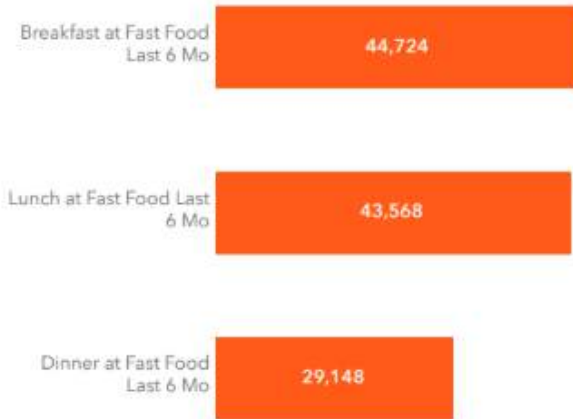 Breakfast at Fast Food
Last 6 Mo
44,724
Lunch at Fast Food Last
6 Mo
43,568
Dinner at Fast Food
Last 6 Mo
29,148